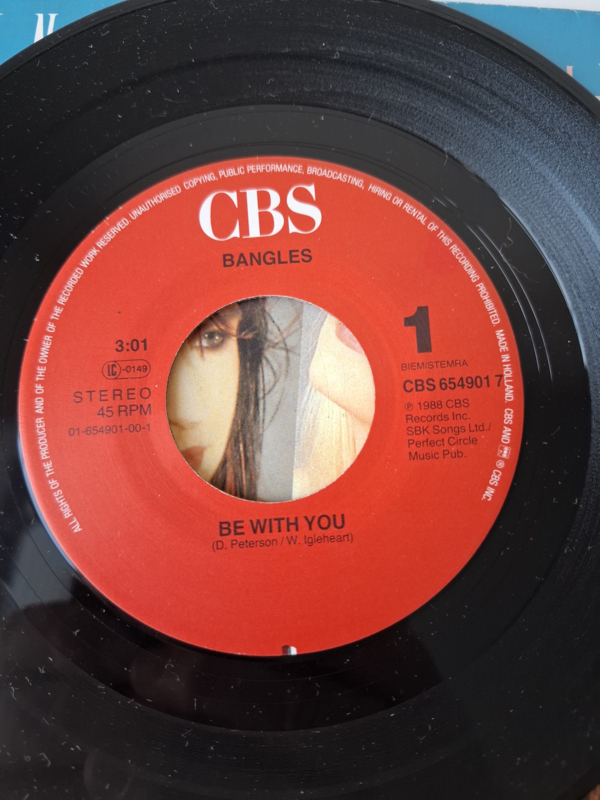 ALL RIGHTS OF THE PRODUCER AND OF THE OWNER OF THE RECORDED WORK RESERVED. UNAUTHORISED COPYING, PUBLIC PERFORMANCE, BROADCASTING, HIRING OR RENTAL OF THIS RECORDING PROHIBITED. MADE IN HOLLAND. CBS AND ® CBS INC.
CBS
BANGLES
3:01
LC-0149
STEREO
45 RPM
01-654901-00-1
1
BIEM/STEMRA
CBS 654901 7
℗ 1988 CBS
Records Inc.
SBK Songs Ltd./
Perfect Circle
Music Pub.
BE WITH YOU
(D. Peterson / W. Igleheart)